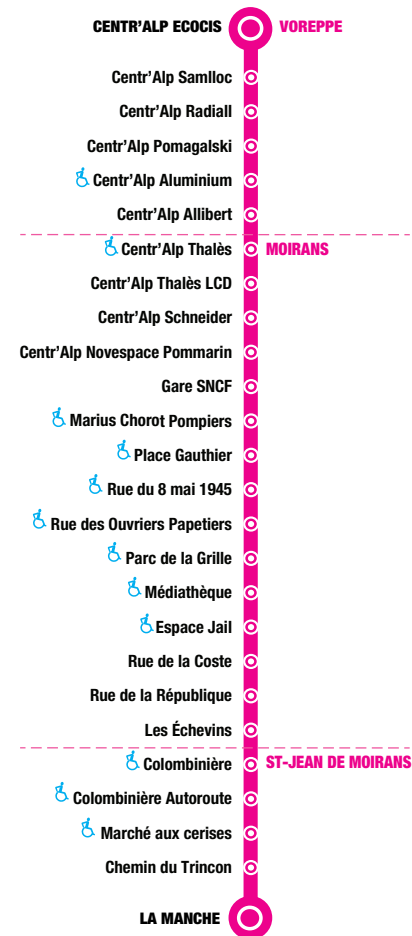 CENTR'ALP ECOCIS VOREPPE
Centr'Alp Samlloc
Centr'Alp Radiall
Centr'Alp Pomagalski
Centr'Alp Aluminium
Centr'Alp Allibert
Centr'Alp Thalès MOIRANS
Centr'Alp Thalès LCD
Centr'Alp Schneider
Centr'Alp Novespace Pommarin
Gare SNCF
Marius Chorot Pompiers
Place Gauthier
Rue du 8 mai 1945
Rue des Ouvriers Papetiers
Parc de la Grille
Médiathèque
Espace Jail
Rue de la Coste
Rue de la République
Les Échevins
Colombinière ST-JEAN DE MOIRANS
Colombinière Autoroute
Marché aux cerises
Chemin du Trincon
LA MANCHE